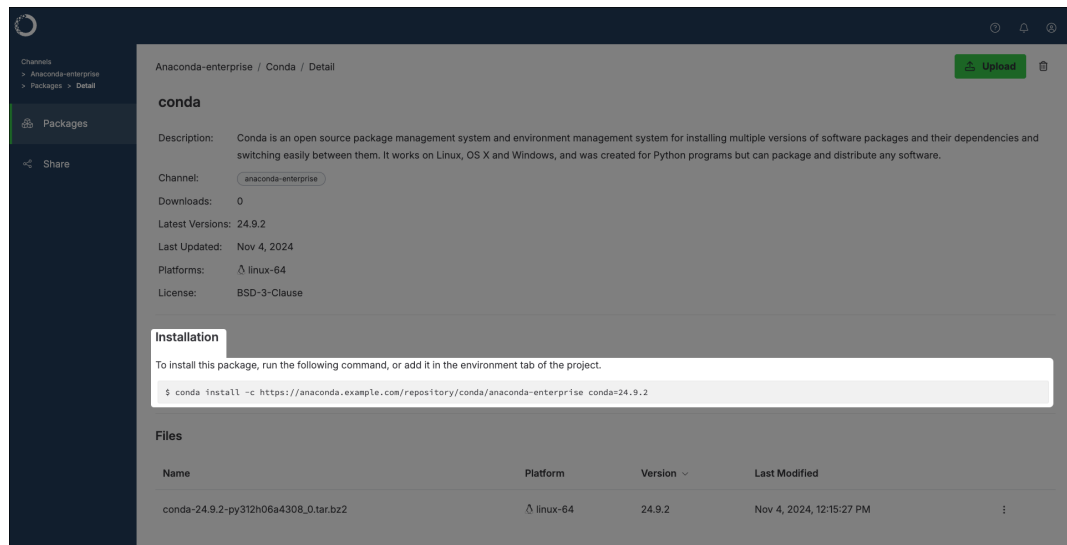 Channels
> Anaconda-enterprise
> Packages > Detail
Packages
Share
Anaconda-enterprise / Conda / Detail
Upload
conda
Description: Conda is an open source package management system and environment management system for installing multiple versions of software packages and their dependencies and
switching easily between them. It works on Linux, OS X and Windows, and was created for Python programs but can package and distribute any software.
Channel: anaconda-enterprise
Downloads: 0
Latest Versions: 24.9.2
Last Updated: Nov 4, 2024
Platforms: linux-64
License: BSD-3-Clause
Installation
To install this package, run the following command, or add it in the environment tab of the project.
$ conda install -c https://anaconda.example.com/repository/conda/anaconda-enterprise conda=24.9.2
Files
Name Platform Version Last Modified
conda-24.9.2-py312h06a4308_0.tar.bz2 linux-64 24.9.2 Nov 4, 2024, 12:15:27 PM